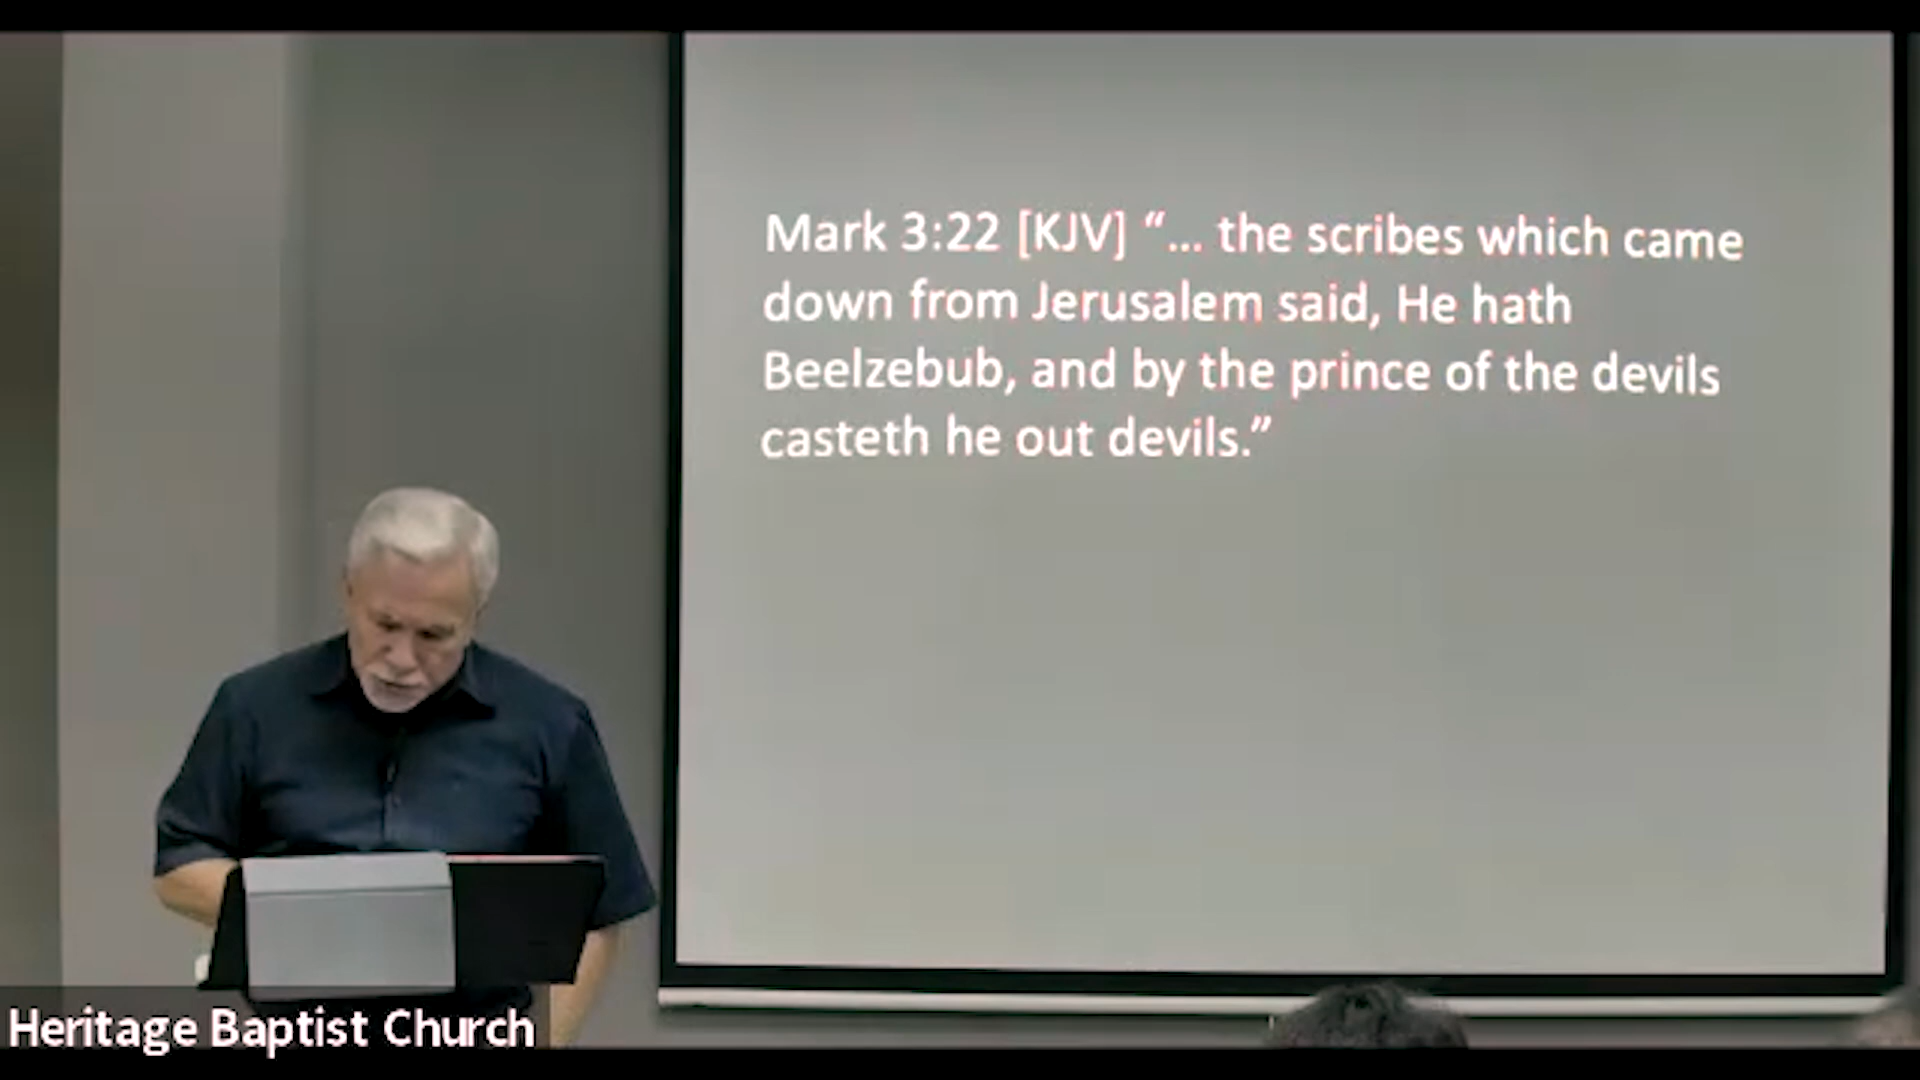 Mark 3:22 [KJV] “... the scribes which came
down from Jerusalem said, He hath
Beelzebub, and by the prince of the devils
casteth he out devils.”
Heritage Baptist Church